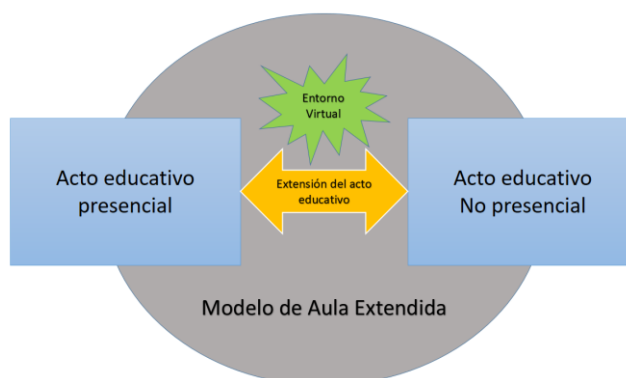 Entorno
Virtual
Acto educativo
presencial
Extensión del acto
educativo
Acto educativo
No presencial
Modelo de Aula Extendida